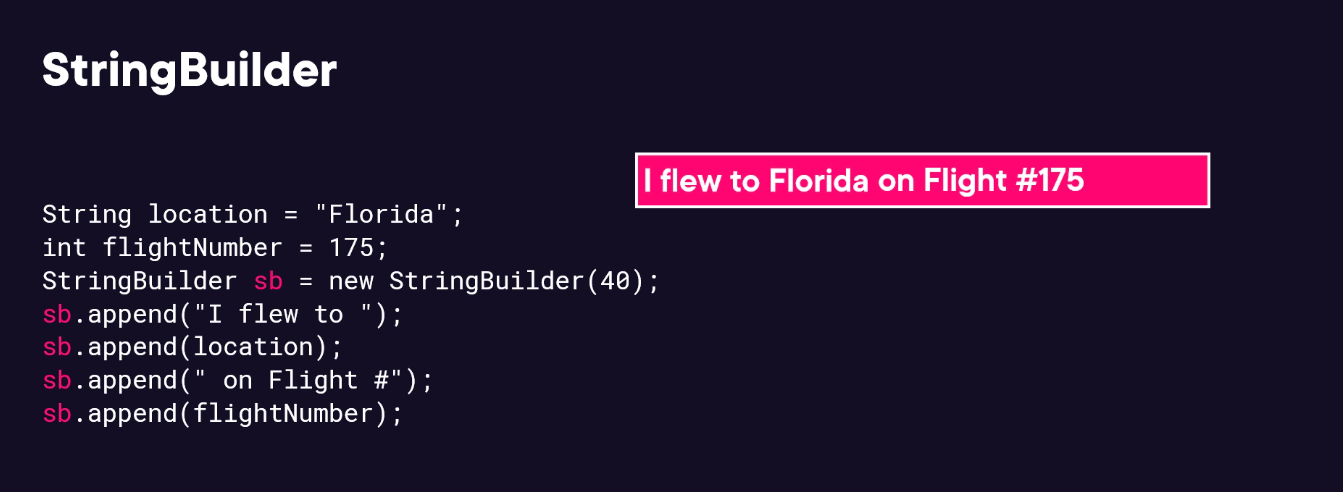 StringBuilder
I flew to Florida on Flight #175
String location = "Florida";
int flightNumber = 175;
StringBuilder sb = new StringBuilder(40);
sb.append("I flew to ");
sb.append(location);
sb.append(" on Flight #");
sb.append(flightNumber);